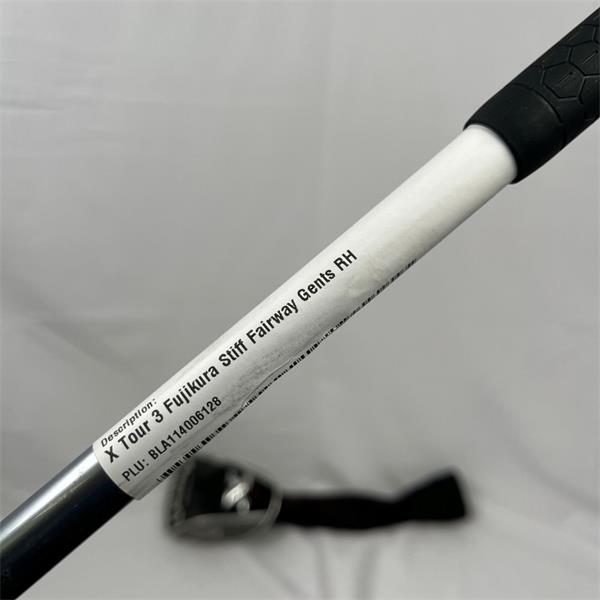 Description:
X Tour 3 Fujikura Stiff Fairway Gents RH
PLU: BLA114006128